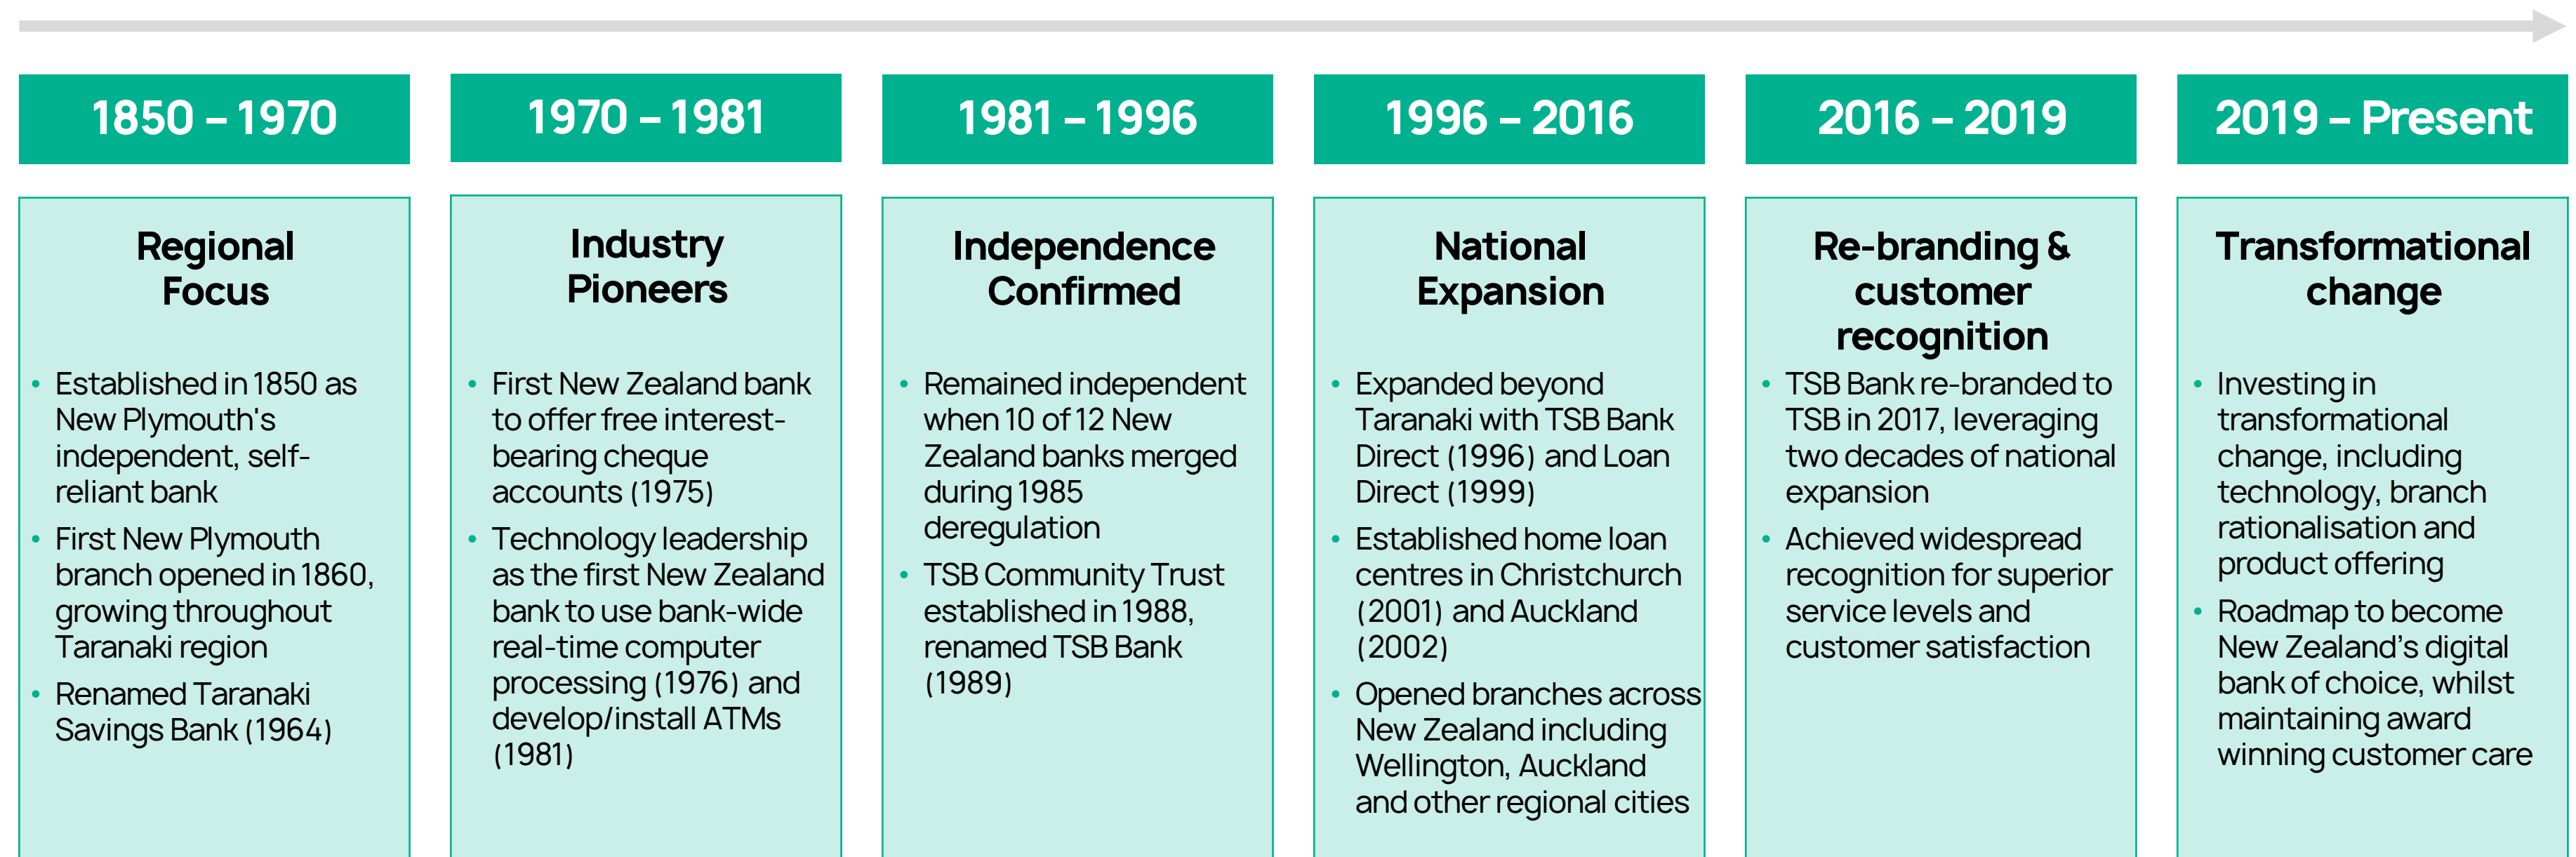 1850 – 1970
1970 – 1981
1981 – 1996
1996 – 2016
2016 – 2019
2019 – Present
Regional
Focus
• Established in 1850 as
New Plymouth's
independent, self-
reliant bank
• First New Plymouth
branch opened in 1860,
growing throughout
Taranaki region
• Renamed Taranaki
Savings Bank (1964)
Industry
Pioneers
• First New Zealand bank
to offer free interest-
bearing cheque
accounts (1975)
• Technology leadership
as the first New Zealand
bank to use bank-wide
real-time computer
processing (1976) and
develop/install ATMs
(1981)
Independence
Confirmed
• Remained independent
when 10 of 12 New
Zealand banks merged
during 1985
deregulation
• TSB Community Trust
established in 1988,
renamed TSB Bank
(1989)
National
Expansion
• Expanded beyond
Taranaki with TSB Bank
Direct (1996) and Loan
Direct (1999)
• Established home loan
centres in Christchurch
(2001) and Auckland
(2002)
• Opened branches across
New Zealand including
Wellington, Auckland
and other regional cities
Re-branding &
customer
recognition
• TSB Bank re-branded to
TSB in 2017, leveraging
two decades of national
expansion
• Achieved widespread
recognition for superior
service levels and
customer satisfaction
Transformational
change
• Investing in
transformational
change, including
technology, branch
rationalisation and
product offering
• Roadmap to become
New Zealand’s digital
bank of choice, whilst
maintaining award
winning customer care